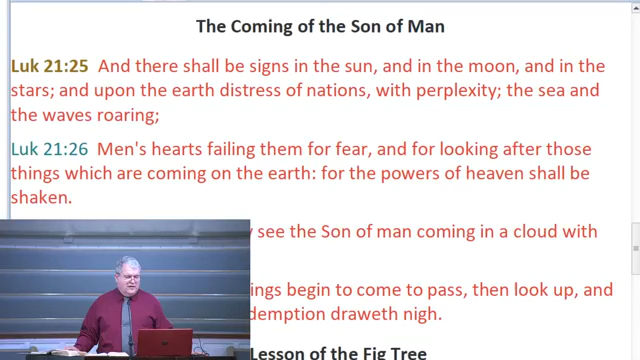 The Coming of the Son of Man
Luk 21:25 And there shall be signs in the sun, and in the moon, and in the
stars; and upon the earth distress of nations, with perplexity; the sea and
the waves roaring;
Luk 21:26 Men's hearts failing them for fear, and for looking after those
things which are coming on the earth: for the powers of heaven shall be
shaken.
see the Son of man coming in a cloud with
ings begin to come to pass, then look up, and
demption draweth nigh.
Lesson of the Fig Tree